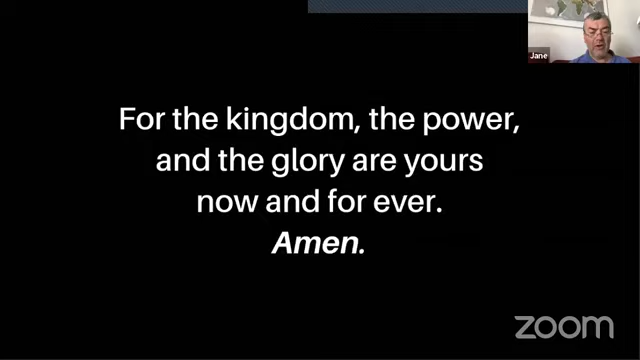 Jane
For the kingdom, the power,
and the glory are yours
now and for ever.
Amen.
zoom